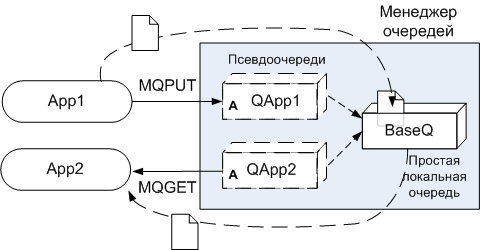 Менеджер
очередей
Псевдоочереди
App1
MQPUT
A
QApp1
BaseQ
App2
MQGET
A
QApp2
Простая
локальная
очередь